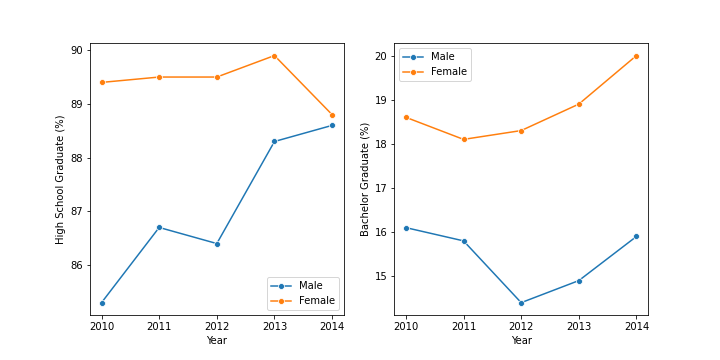 90
89
88
87
86
High School Graduate (%)
2010 2011 2012 2013 2014
Year
Male
Female
20
19
18
17
16
15
Bachelor Graduate (%)
2010 2011 2012 2013 2014
Year
Male
Female